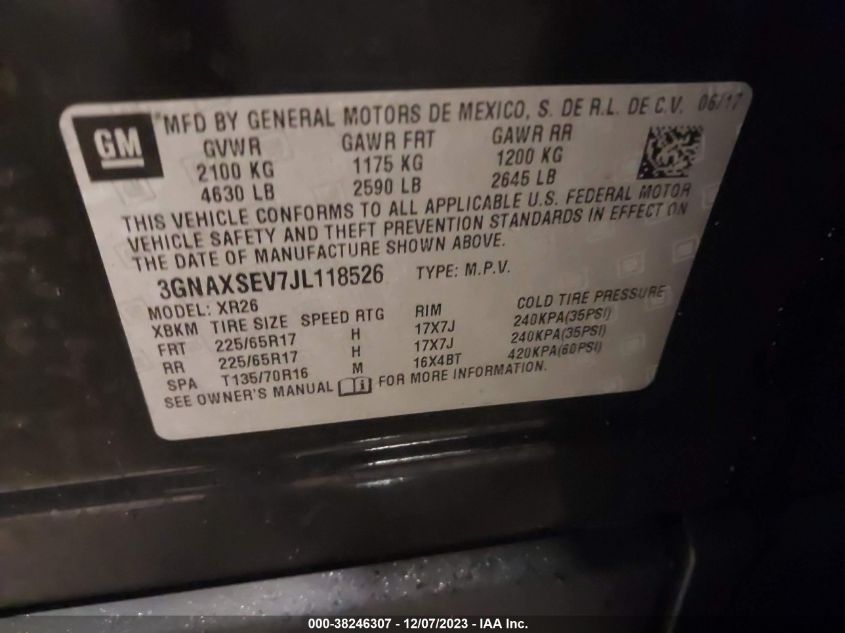 GM
*MFD BY GENERAL MOTORS DE MEXICO, S. DE R.L. DE C.V. 06/17
GVWR GAWR FRT GAWR RR
2100 KG 1175 KG 1200 KG
4630 LB 2590 LB 2645 LB
THIS VEHICLE CONFORMS TO ALL APPLICABLE U.S. FEDERAL MOTOR
VEHICLE SAFETY AND THEFT PREVENTION STANDARDS IN EFFECT ON
THE DATE OF MANUFACTURE SHOWN ABOVE.
3GNAXSEV7JL118526 TYPE: M.P.V.
MODEL: XR26
XBKM TIRE SIZE SPEED RTG RIM COLD TIRE PRESSURE
FRT 225/65R17 H 17X7J 240KPA(35PSI)
RR 225/65R17 H 17X7J 240KPA(35PSI)
SPA T135/70R16 M 16X4BT 420KPA(60PSI)
SEE OWNER'S MANUAL FOR MORE INFORMATION.
000-38246307 - 12/07/2023 - IAA Inc.